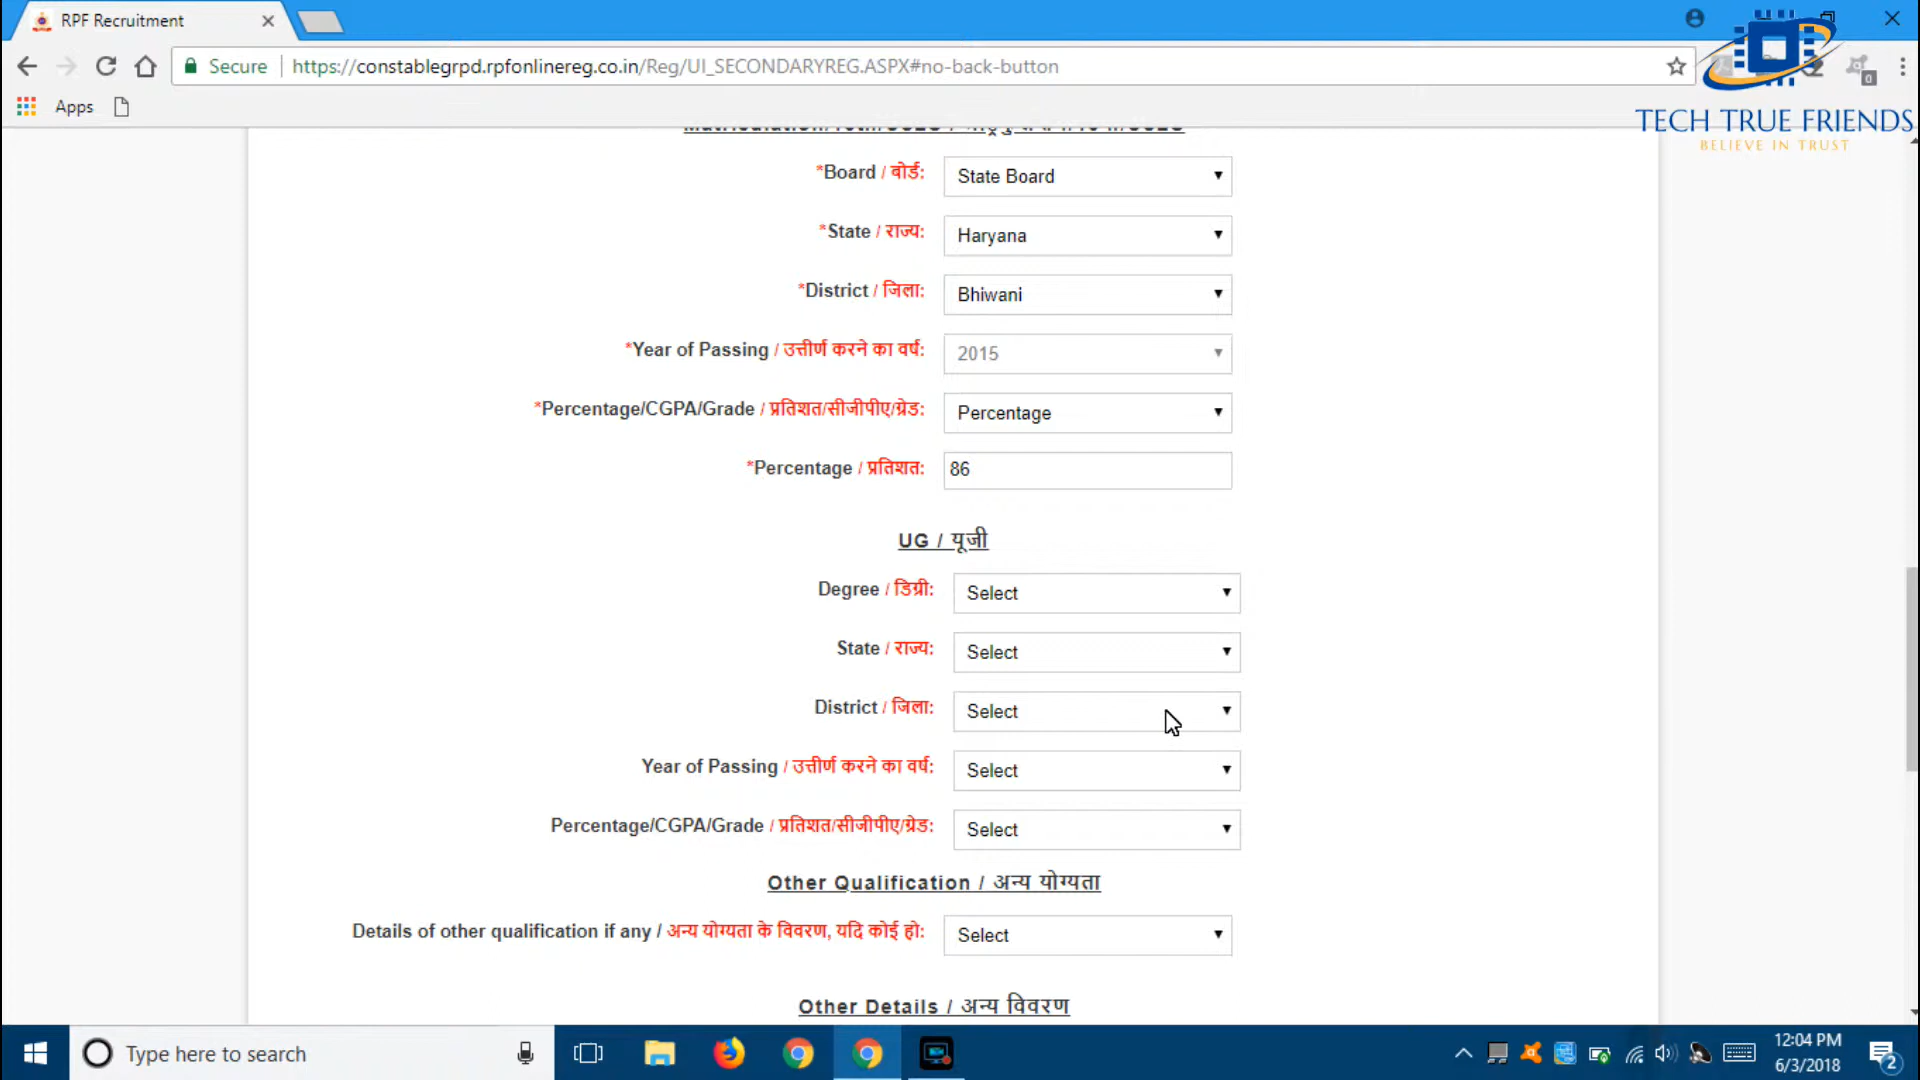 RPF Recruitment
Secure
https://constablegrpd.rpfonlinereg.co.in/Reg/UI_SECONDARYREG.ASPX#no-back-button
0
Apps
TECH TRUE FRIENDS
BELIEVE IN TRUST
*Board / बोर्ड:
State Board
*State / राज्य:
Haryana
*District / जिला:
Bhiwani
*Year of Passing / उत्तीर्ण करने का वर्ष:
2015
*Percentage/CGPA/Grade / प्रतिशत/सीजीपीए/ग्रेड:
Percentage
*Percentage / प्रतिशत:
86
UG / यूजी
Degree / डिग्री:
Select
State / राज्य:
Select
District / जिला:
Select
Year of Passing / उत्तीर्ण करने का वर्ष:
Select
Percentage/CGPA/Grade / प्रतिशत/सीजीपीए/ग्रेड:
Select
Other Qualification / अन्य योग्यता
Details of other qualification if any / अन्य योग्यता के विवरण, यदि कोई हो:
Select
Other Details / अन्य विवरण
Type here to search
12:04 PM
6/3/2018
2